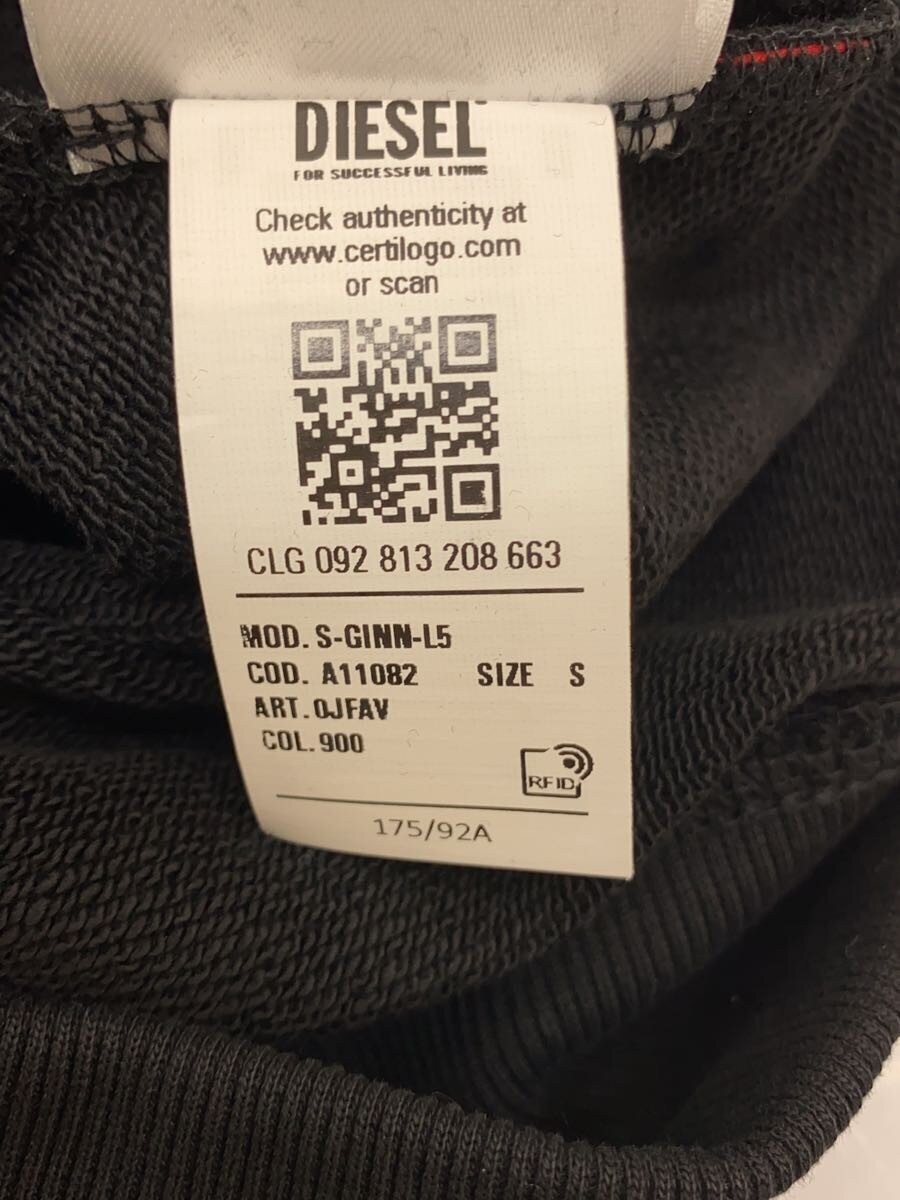 DIESEL
FOR SUCCESSFUL LIVING
Check authenticity at
www.certilogo.com
or scan
CLG 092 813 208 663
MOD. S-GINN-L5
COD. A11082 SIZE S
ART. 0JFAV
COL. 900
RFID
175/92A